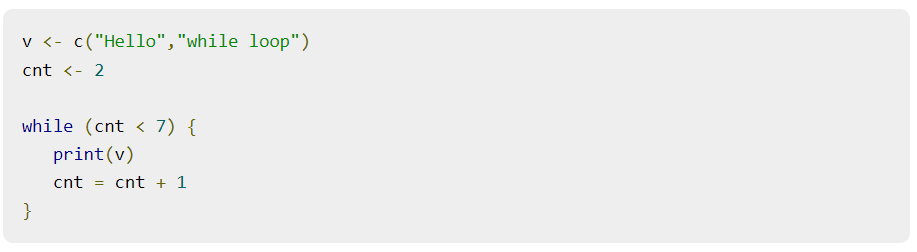 v <- c("Hello","while loop")
cnt <- 2
while (cnt < 7) {
   print(v)
   cnt = cnt + 1
}